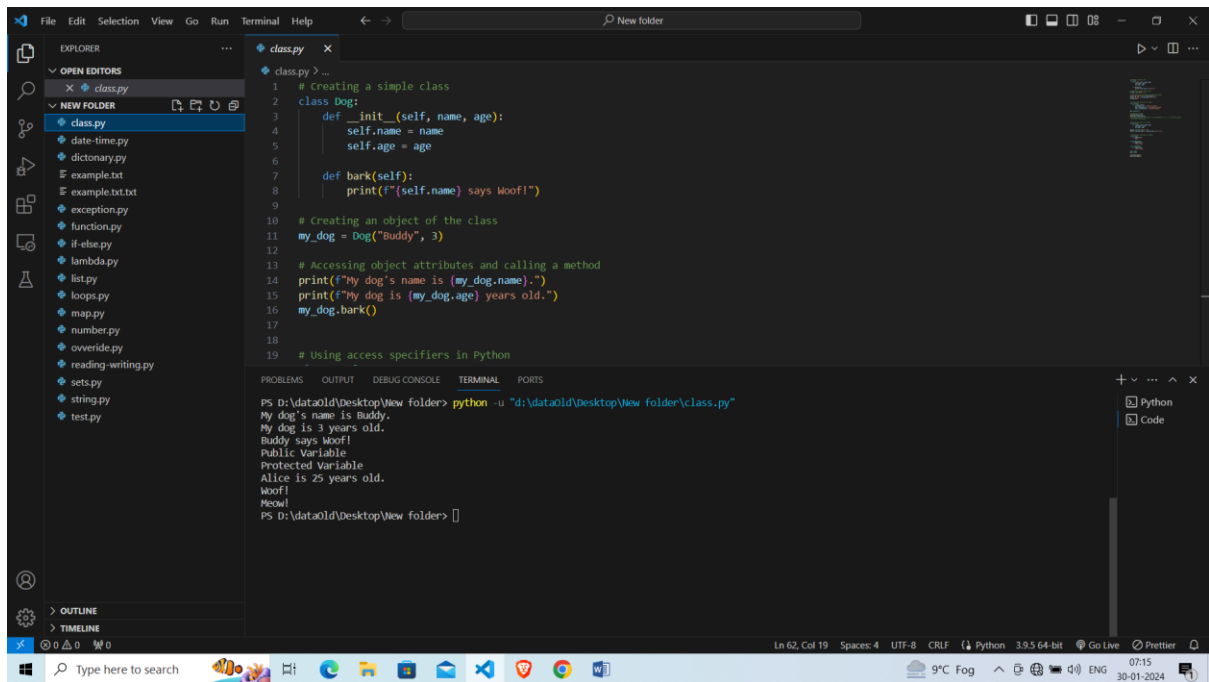 File Edit Selection View Go Run Terminal Help
New folder
EXPLORER
OPEN EDITORS
class.py
NEW FOLDER
class.py
date-time.py
dictonary.py
example.txt
example.txt.txt
exception.py
function.py
if-else.py
lambda.py
list.py
loops.py
map.py
number.py
ovveride.py
reading-writing.py
sets.py
string.py
test.py
OUTLINE
TIMELINE
class.py
class.py > ...
1 # Creating a simple class
2 class Dog:
3 def __init__(self, name, age):
4 self.name = name
5 self.age = age
6
7 def bark(self):
8 print(f"{self.name} says Woof!")
9
10 # Creating an object of the class
11 my_dog = Dog("Buddy", 3)
12
13 # Accessing object attributes and calling a method
14 print(f"My dog's name is {my_dog.name}.")
15 print(f"My dog is {my_dog.age} years old.")
16 my_dog.bark()
17
18
19 # Using access specifiers in Python
PROBLEMS OUTPUT DEBUG CONSOLE TERMINAL PORTS
PS D:\dataOld\Desktop\New folder> python -u "d:\dataOld\Desktop\New folder\class.py"
My dog's name is Buddy.
My dog is 3 years old.
Buddy says Woof!
Public Variable
Protected Variable
Alice is 25 years old.
Woof!
Meow!
PS D:\dataOld\Desktop\New folder>
Python
Code
0 0 0 Ln 62, Col 19 Spaces: 4 UTF-8 CRLF Python 3.9.5 64-bit Go Live Prettier
Type here to search
9°C Fog ENG
07:15
30-01-2024
1